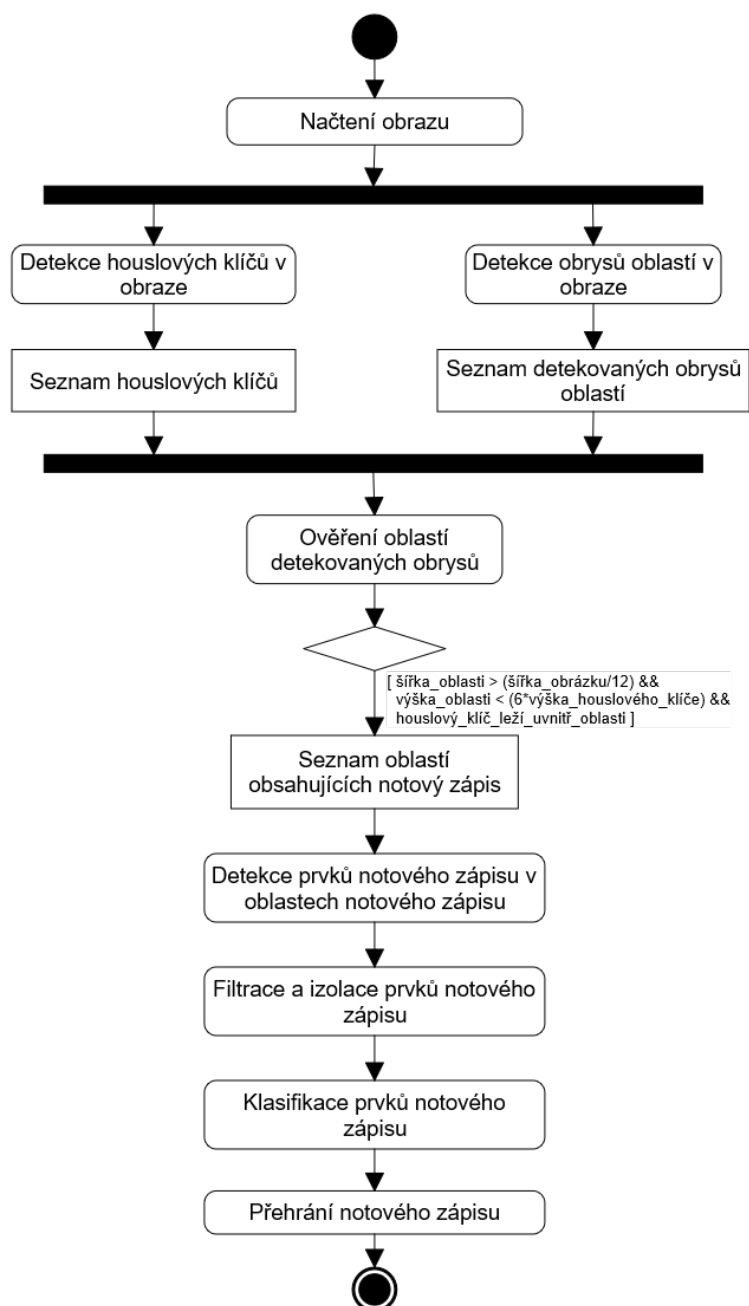 Načtení obrazu
Detekce houslových klíčů v
obraze
Detekce obrysů oblastí v
obraze
Seznam houslových klíčů
Seznam detekovaných obrysů
oblastí
Ověření oblastí
detekovaných obrysů
[ šířka_oblasti > (šířka_obrázku/12) &&
výška_oblasti < (6*výška_houslového_klíče) &&
houslový_klíč_leží_uvnitř_oblasti ]
Seznam oblastí
obsahujících notový zápis
Detekce prvků notového zápisu v
oblastech notového zápisu
Filtrace a izolace prvků notového
zápisu
Klasifikace prvků notového
zápisu
Přehrání notového zápisu